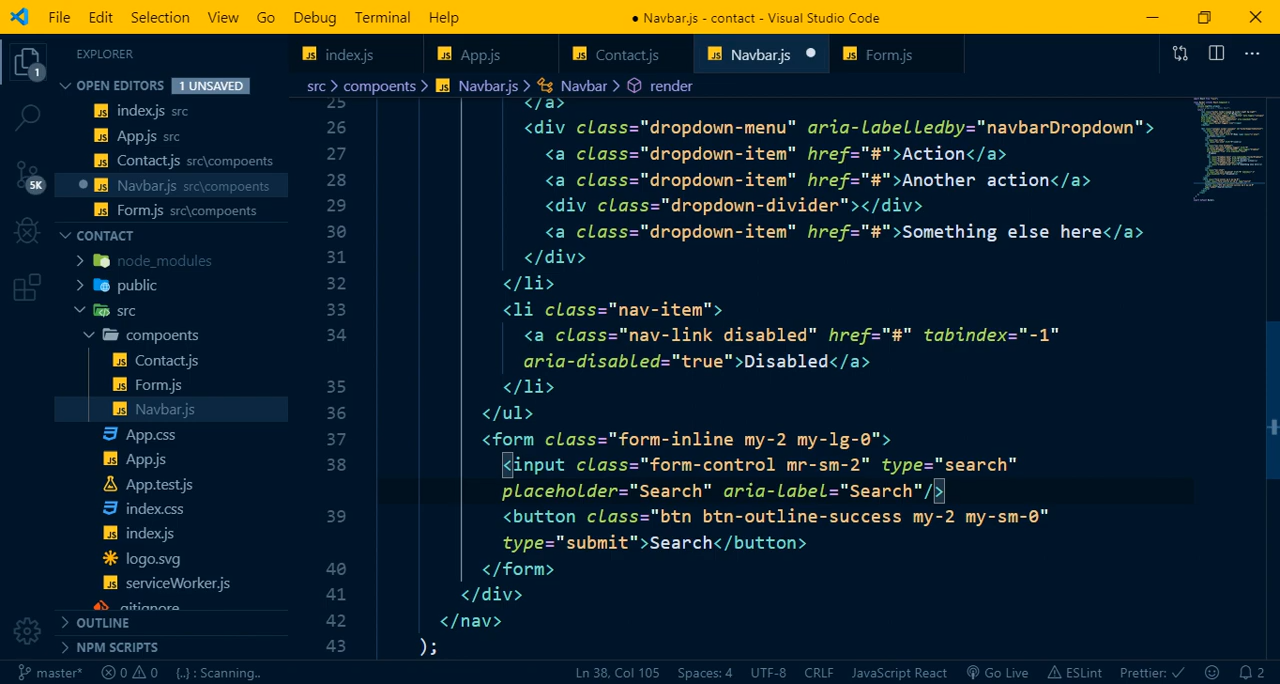 File Edit Selection View Go Debug Terminal Help
● Navbar.js - contact - Visual Studio Code
EXPLORER
OPEN EDITORS 1 UNSAVED
index.js src
App.js src
Contact.js src\compoents
Navbar.js src\compoents
Form.js src\compoents
CONTACT
node_modules
public
src
compoents
Contact.js
Form.js
Navbar.js
App.css
App.js
App.test.js
index.css
index.js
logo.svg
serviceWorker.js
.gitignore
OUTLINE
NPM SCRIPTS
1
5K
index.js App.js Contact.js Navbar.js Form.js
src > compoents > Navbar.js > Navbar > render
25 </a>
26 <div class="dropdown-menu" aria-labelledby="navbarDropdown">
27 <a class="dropdown-item" href="#">Action</a>
28 <a class="dropdown-item" href="#">Another action</a>
29 <div class="dropdown-divider"></div>
30 <a class="dropdown-item" href="#">Something else here</a>
31 </div>
32 </li>
33 <li class="nav-item">
34 <a class="nav-link disabled" href="#" tabindex="-1"
aria-disabled="true">Disabled</a>
35 </li>
36 </ul>
37 <form class="form-inline my-2 my-lg-0">
38 <input class="form-control mr-sm-2" type="search"
placeholder="Search" aria-label="Search"/>
39 <button class="btn btn-outline-success my-2 my-sm-0"
type="submit">Search</button>
40 </form>
41 </div>
42 </nav>
43 );
master* 0 0 {..} : Scanning.. Ln 38, Col 105 Spaces: 4 UTF-8 CRLF JavaScript React Go Live ESLint Prettier: ✓ 2